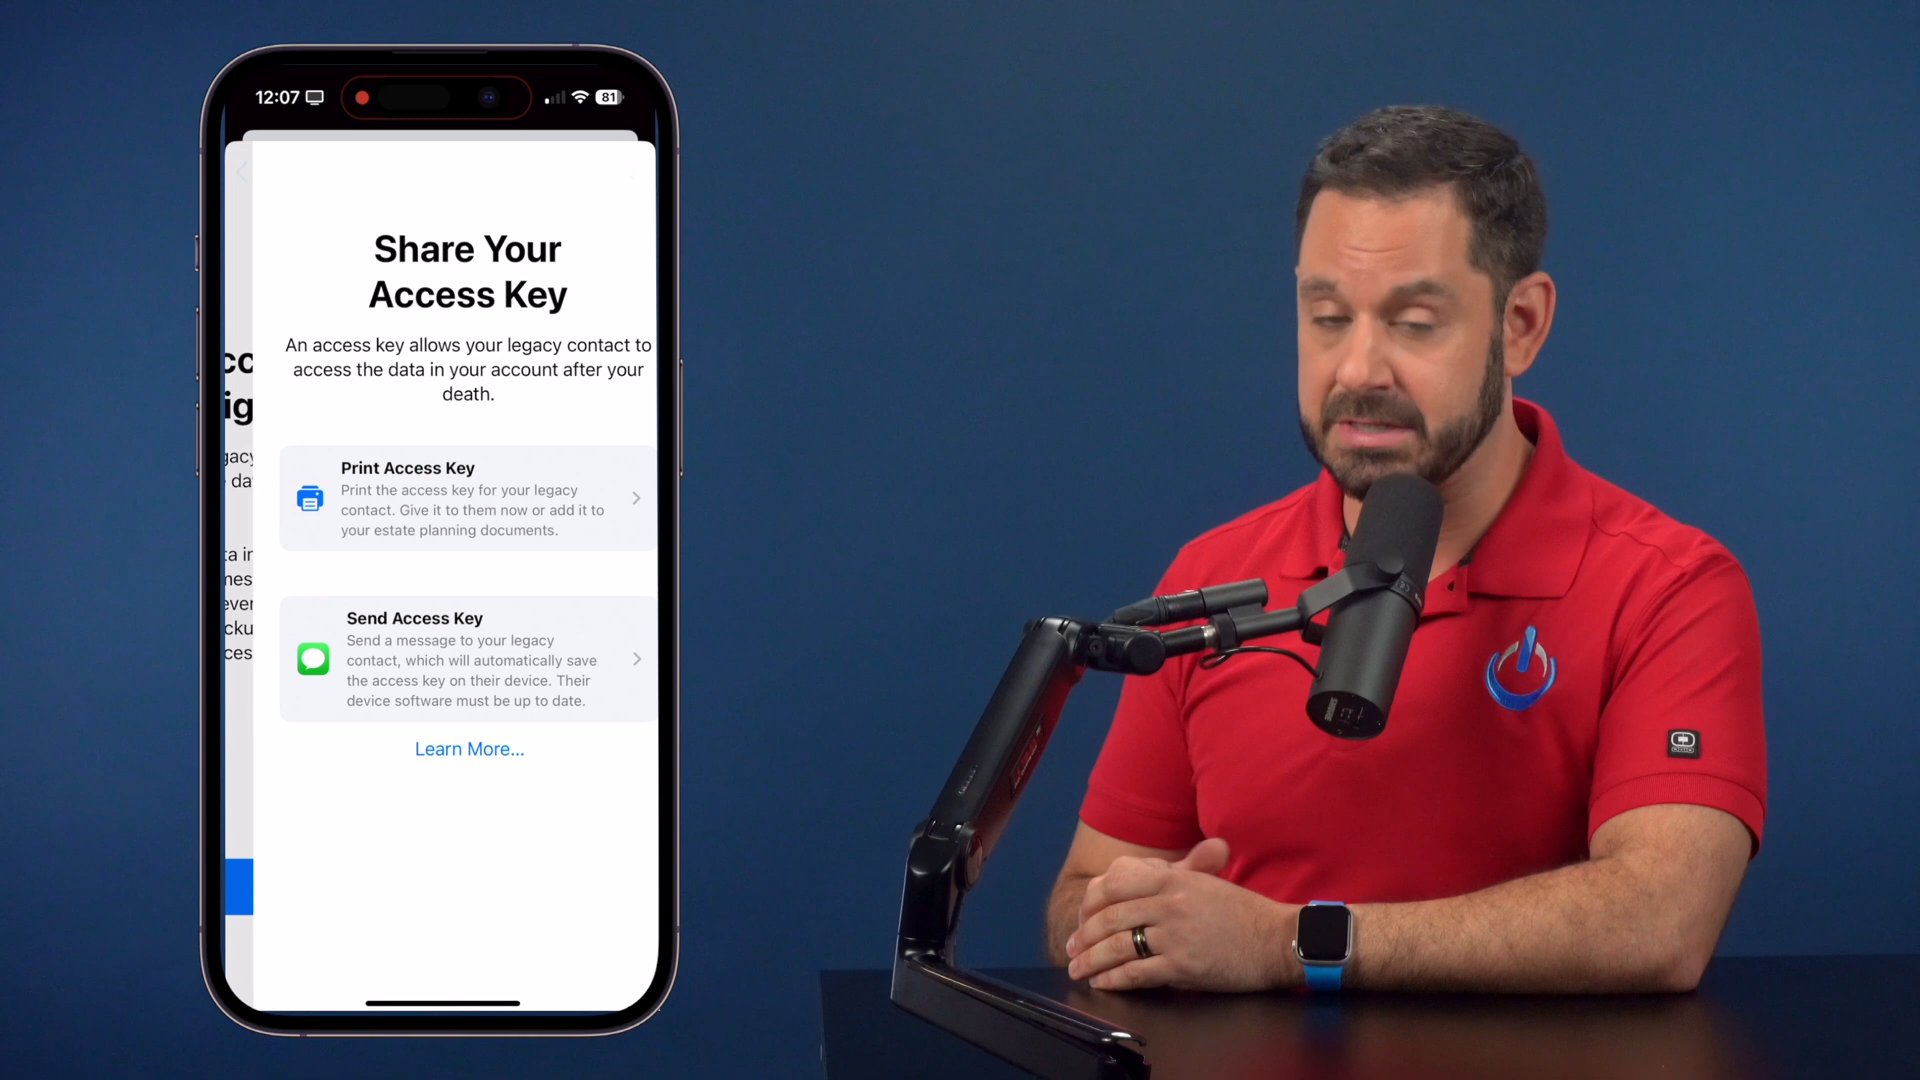 12:07
81
Share Your
Access Key
An access key allows your legacy contact to
access the data in your account after your
death.
Print Access Key
Print the access key for your legacy
contact. Give it to them now or add it to
your estate planning documents.
Send Access Key
Send a message to your legacy
contact, which will automatically save
the access key on their device. Their
device software must be up to date.
Learn More...